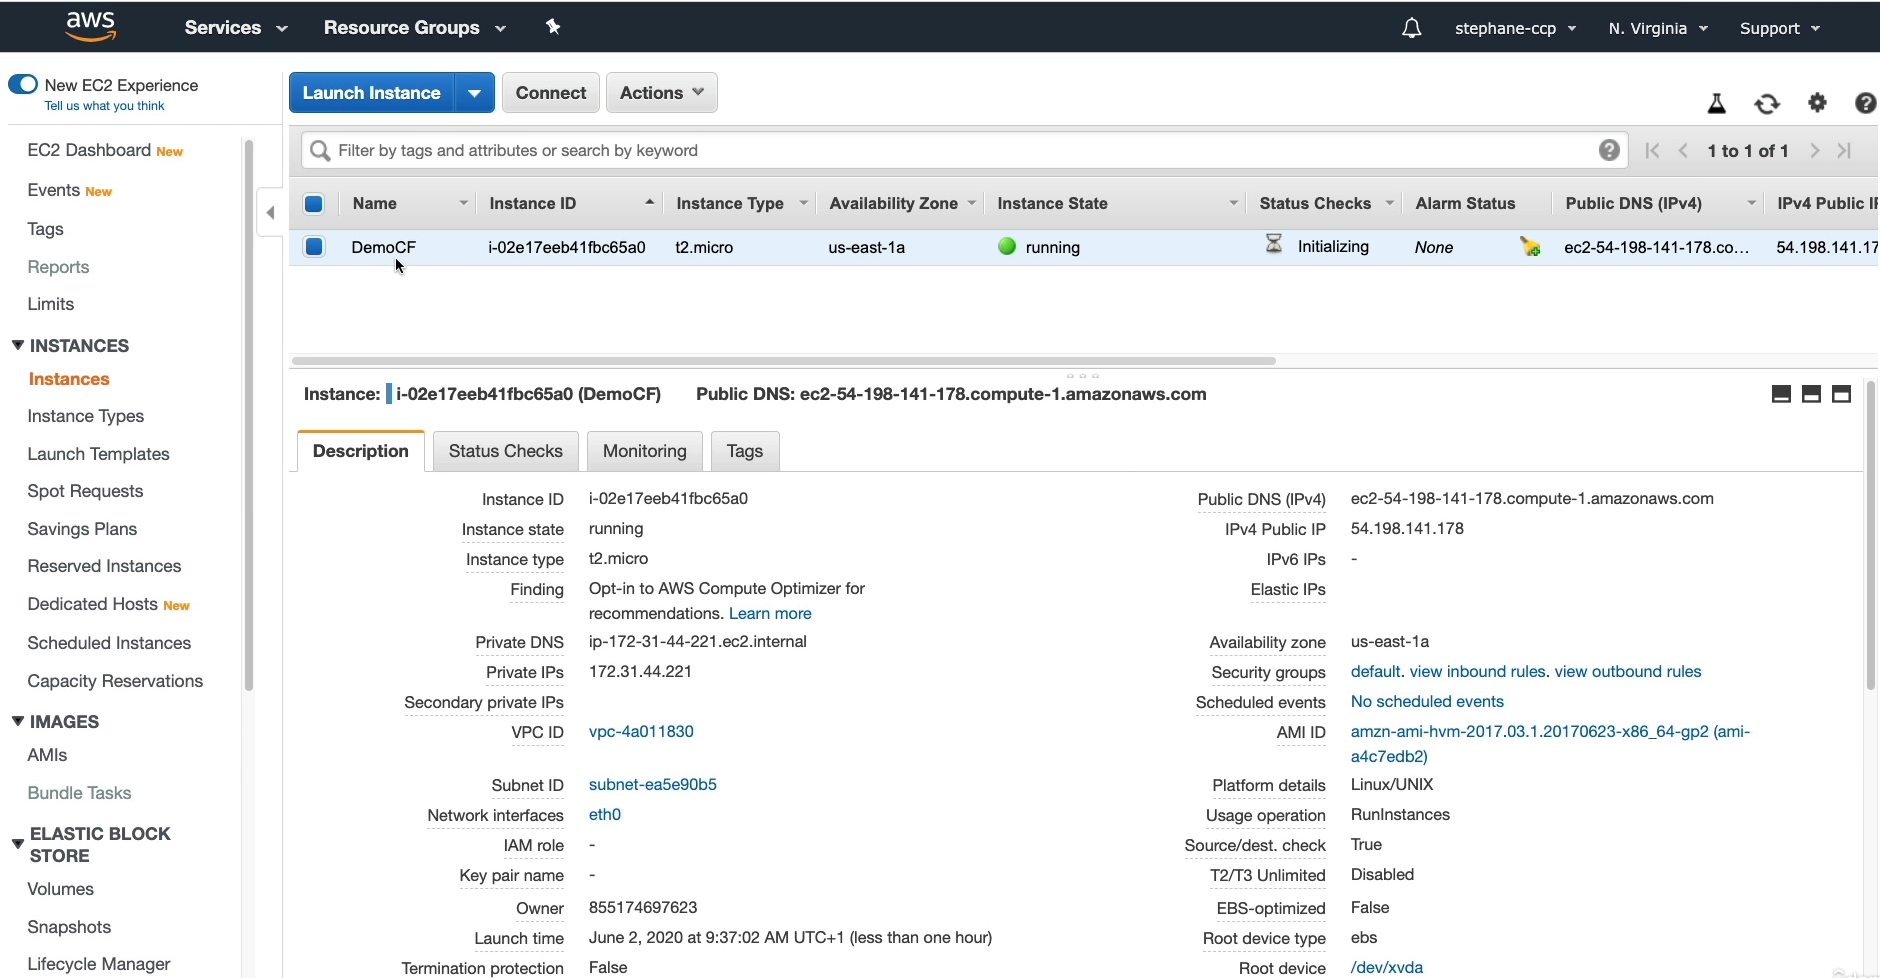 aws Services Resource Groups stephane-ccp N. Virginia Support
New EC2 Experience
Tell us what you think
EC2 Dashboard New
Events New
Tags
Reports
Limits
INSTANCES
Instances
Instance Types
Launch Templates
Spot Requests
Savings Plans
Reserved Instances
Dedicated Hosts New
Scheduled Instances
Capacity Reservations
IMAGES
AMIs
Bundle Tasks
ELASTIC BLOCK
STORE
Volumes
Snapshots
Lifecycle Manager
Launch Instance Connect Actions
Filter by tags and attributes or search by keyword 1 to 1 of 1
Name Instance ID Instance Type Availability Zone Instance State Status Checks Alarm Status Public DNS (IPv4) IPv4 Public IP
DemoCF i-02e17eeb41fbc65a0 t2.micro us-east-1a running Initializing None ec2-54-198-141-178.co... 54.198.141.17
Instance: i-02e17eeb41fbc65a0 (DemoCF) Public DNS: ec2-54-198-141-178.compute-1.amazonaws.com
Description Status Checks Monitoring Tags
Instance ID i-02e17eeb41fbc65a0
Instance state running
Instance type t2.micro
Finding Opt-in to AWS Compute Optimizer for
recommendations. Learn more
Private DNS ip-172-31-44-221.ec2.internal
Private IPs 172.31.44.221
Secondary private IPs
VPC ID vpc-4a011830
Subnet ID subnet-ea5e90b5
Network interfaces eth0
IAM role -
Key pair name -
Owner 855174697623
Launch time June 2, 2020 at 9:37:02 AM UTC+1 (less than one hour)
Termination protection False
Public DNS (IPv4) ec2-54-198-141-178.compute-1.amazonaws.com
IPv4 Public IP 54.198.141.178
IPv6 IPs -
Elastic IPs
Availability zone us-east-1a
Security groups default. view inbound rules. view outbound rules
Scheduled events No scheduled events
AMI ID amzn-ami-hvm-2017.03.1.20170623-x86_64-gp2 (ami-
a4c7edb2)
Platform details Linux/UNIX
Usage operation RunInstances
Source/dest. check True
T2/T3 Unlimited Disabled
EBS-optimized False
Root device type ebs
Root device /dev/xvda